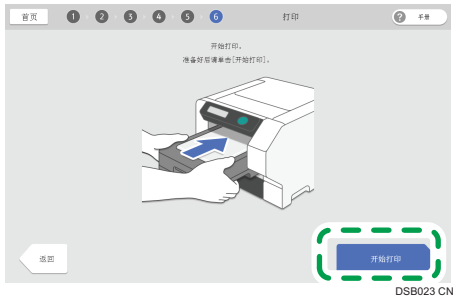 首页 1 2 3 4 5 6 打印 ? 手册
开始打印。
准备好后请单击[开始打印]。
返回 开始打印
DSB023 CN